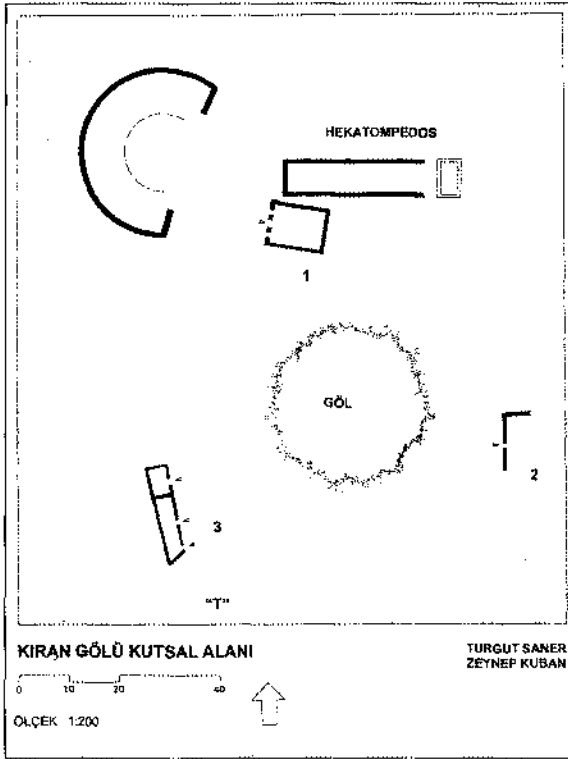 HEKATOMPEDOS
1
GÖL
2
3
"T"
KIRAN GÖLÜ KUTSAL ALANI
TURGUT SANER
ZEYNEP KUBAN
0 10 20 40
ÖLÇEK 1:200